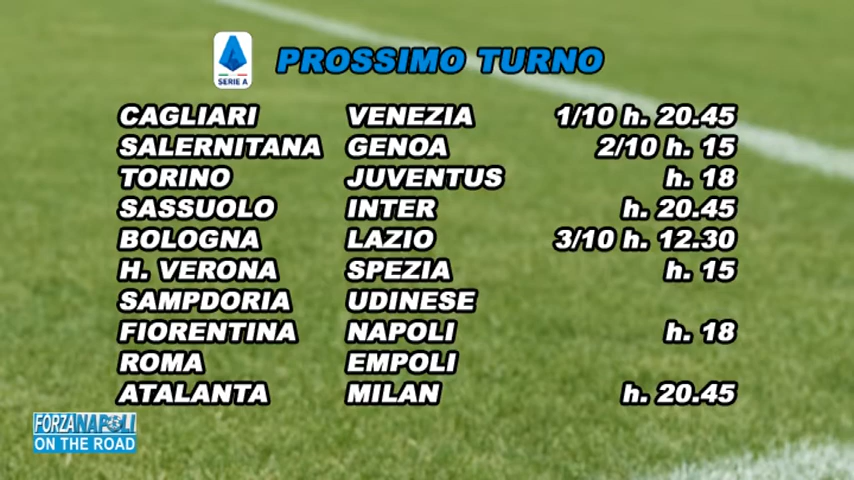 SERIE A
PROSSIMO TURNO
CAGLIARI VENEZIA 1/10 h. 20.45
SALERNITANA GENOA 2/10 h. 15
TORINO JUVENTUS h. 18
SASSUOLO INTER h. 20.45
BOLOGNA LAZIO 3/10 h. 12.30
H. VERONA SPEZIA h. 15
SAMPDORIA UDINESE
FIORENTINA NAPOLI h. 18
ROMA EMPOLI
ATALANTA MILAN h. 20.45
FORZANAPOLI
ON THE ROAD